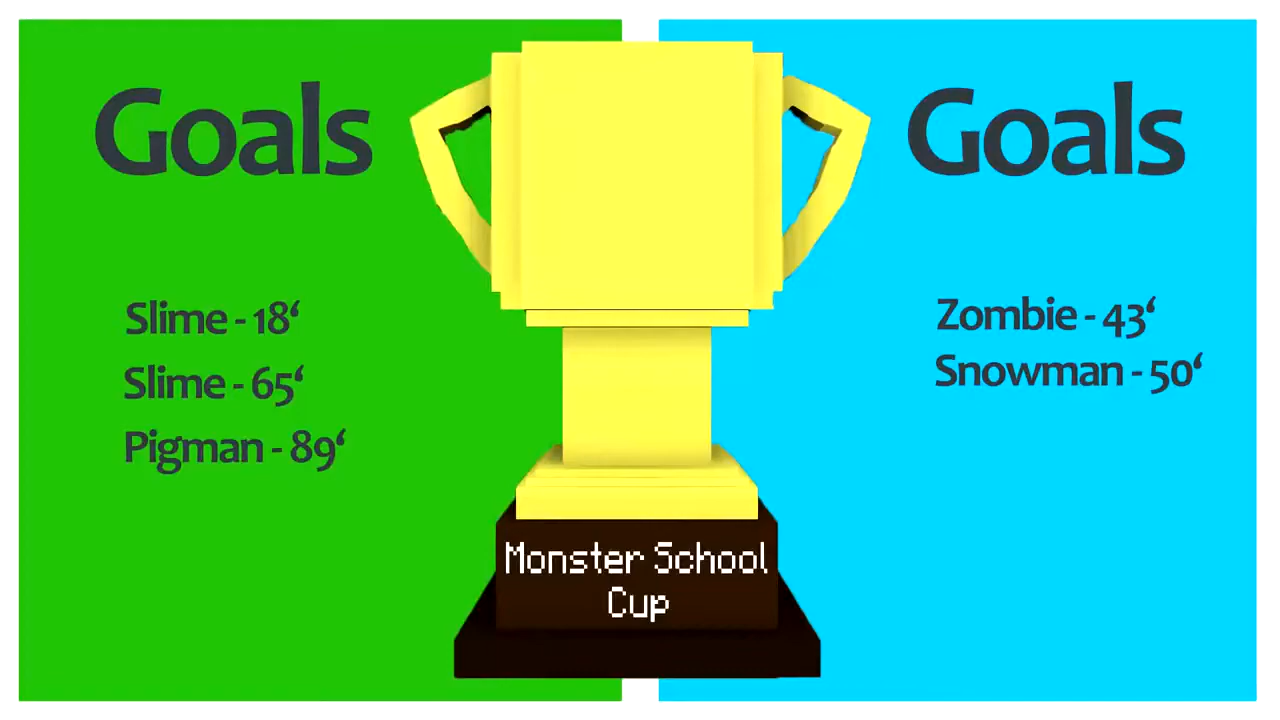 Goals
Slime - 18‘
Slime - 65‘
Pigman - 89‘
Goals
Zombie - 43‘
Snowman - 50‘
Monster School
Cup